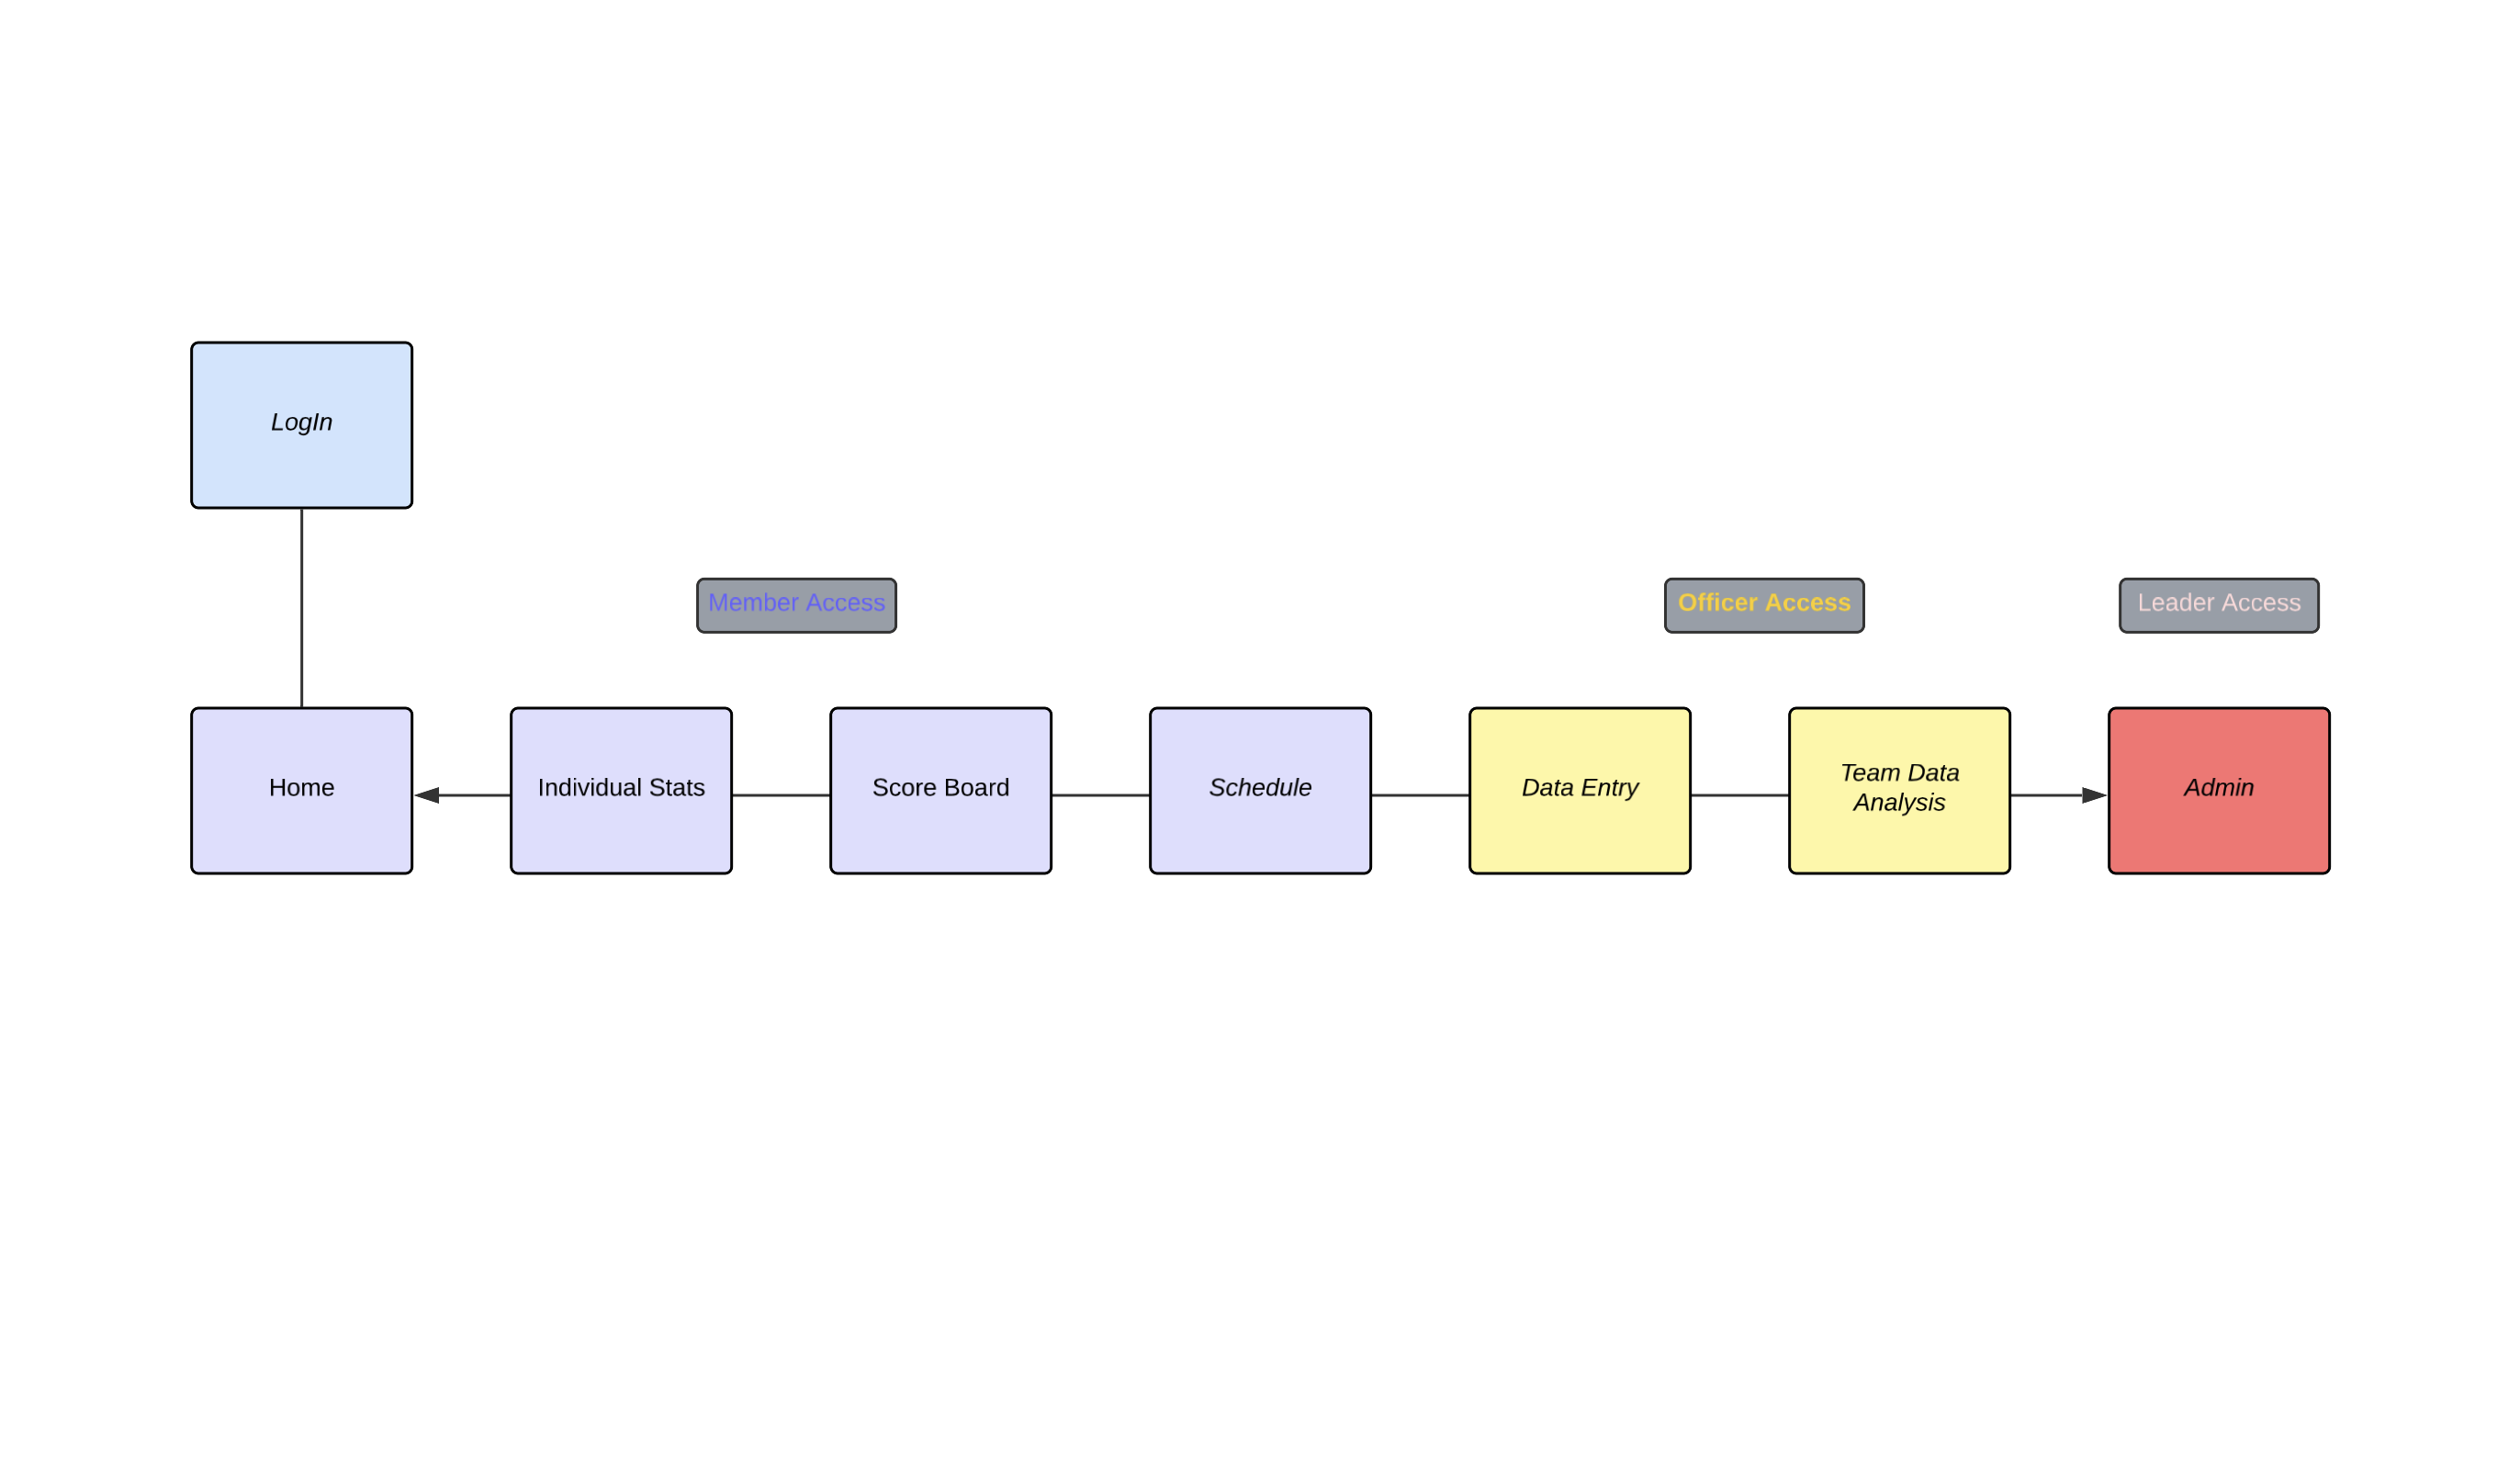 LogIn
Member Access
Officer Access
Leader Access
Home
Individual Stats
Score Board
Schedule
Data Entry
Team Data
Analysis
Admin